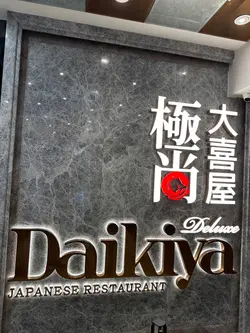 極尚
大喜屋
Deluxe
Daikiya
JAPANESE RESTAURANT